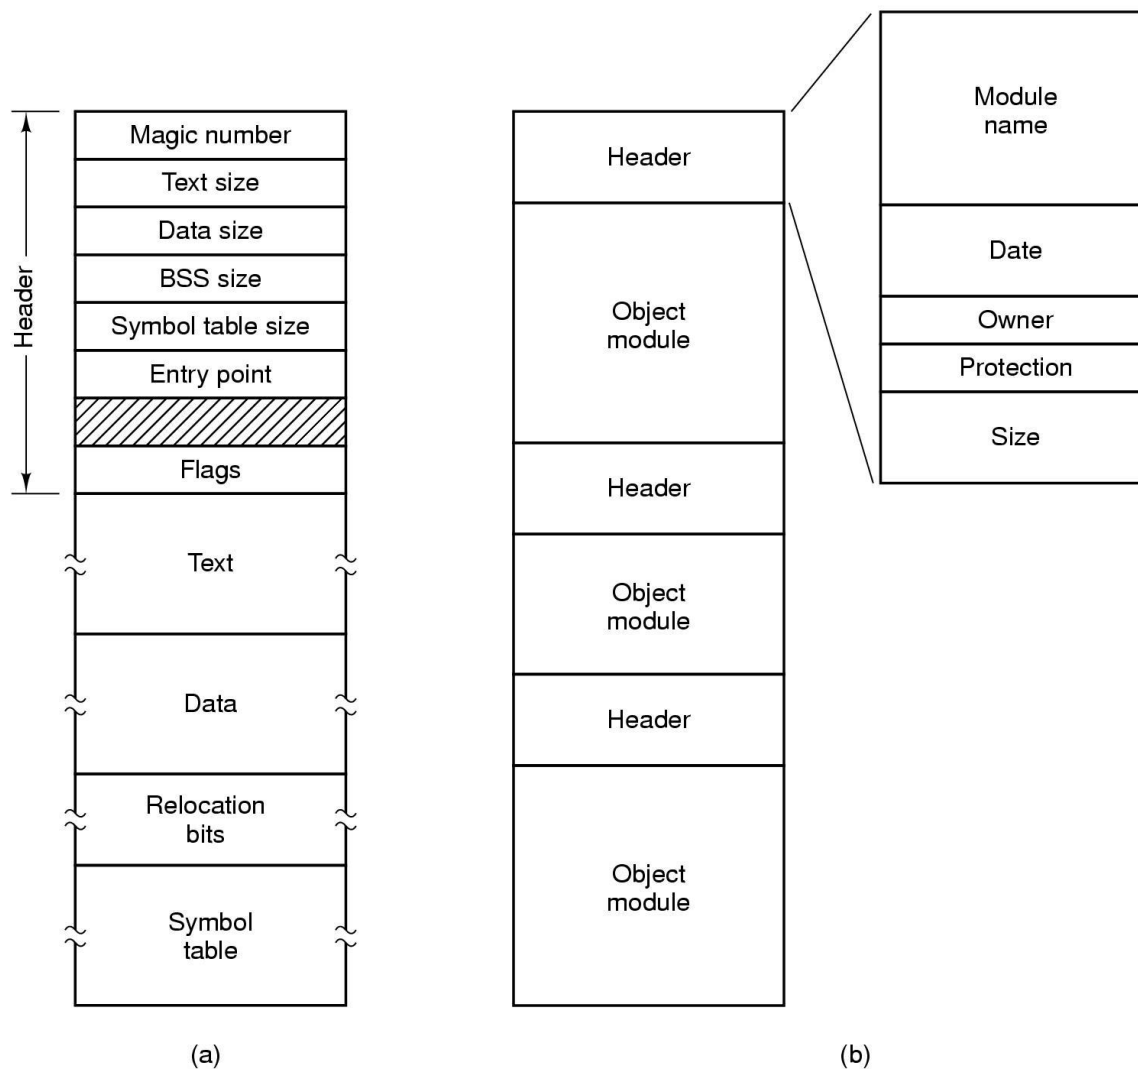 Header
Magic number
Text size
Data size
BSS size
Symbol table size
Entry point
Flags
Text
Data
Relocation
bits
Symbol
table
(a)
Header
Object
module
Header
Object
module
Header
Object
module
Module
name
Date
Owner
Protection
Size
(b)